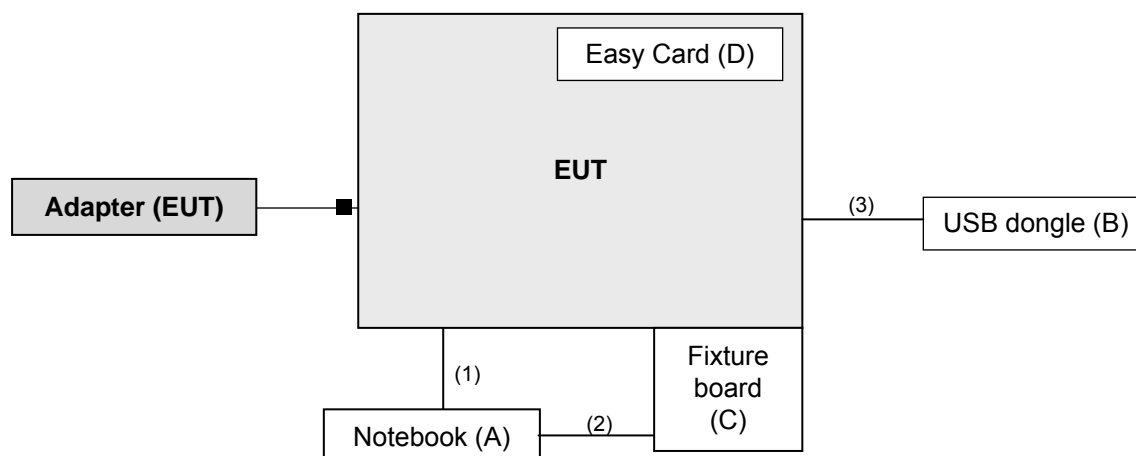 Easy Card (D)
EUT
Adapter (EUT)
(3)
USB dongle (B)
Fixture
board
(C)
(1)
(2)
Notebook (A)